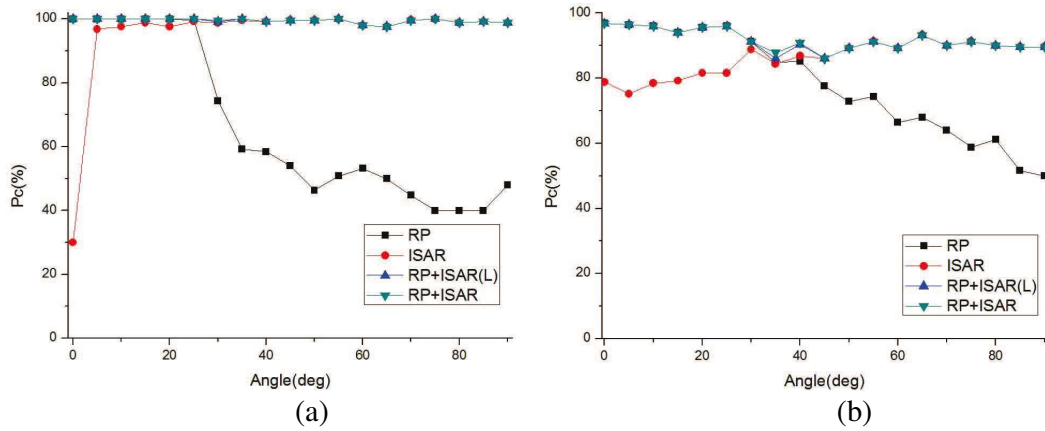 100
80
60
40
20
0
Pc(%)
0
20
40
60
80
Angle(deg)
RP
ISAR
RP+ISAR(L)
RP+ISAR
(a)
100
80
60
40
20
0
Pc(%)
0
20
40
60
80
Angle(deg)
RP
ISAR
RP+ISAR(L)
RP+ISAR
(b)